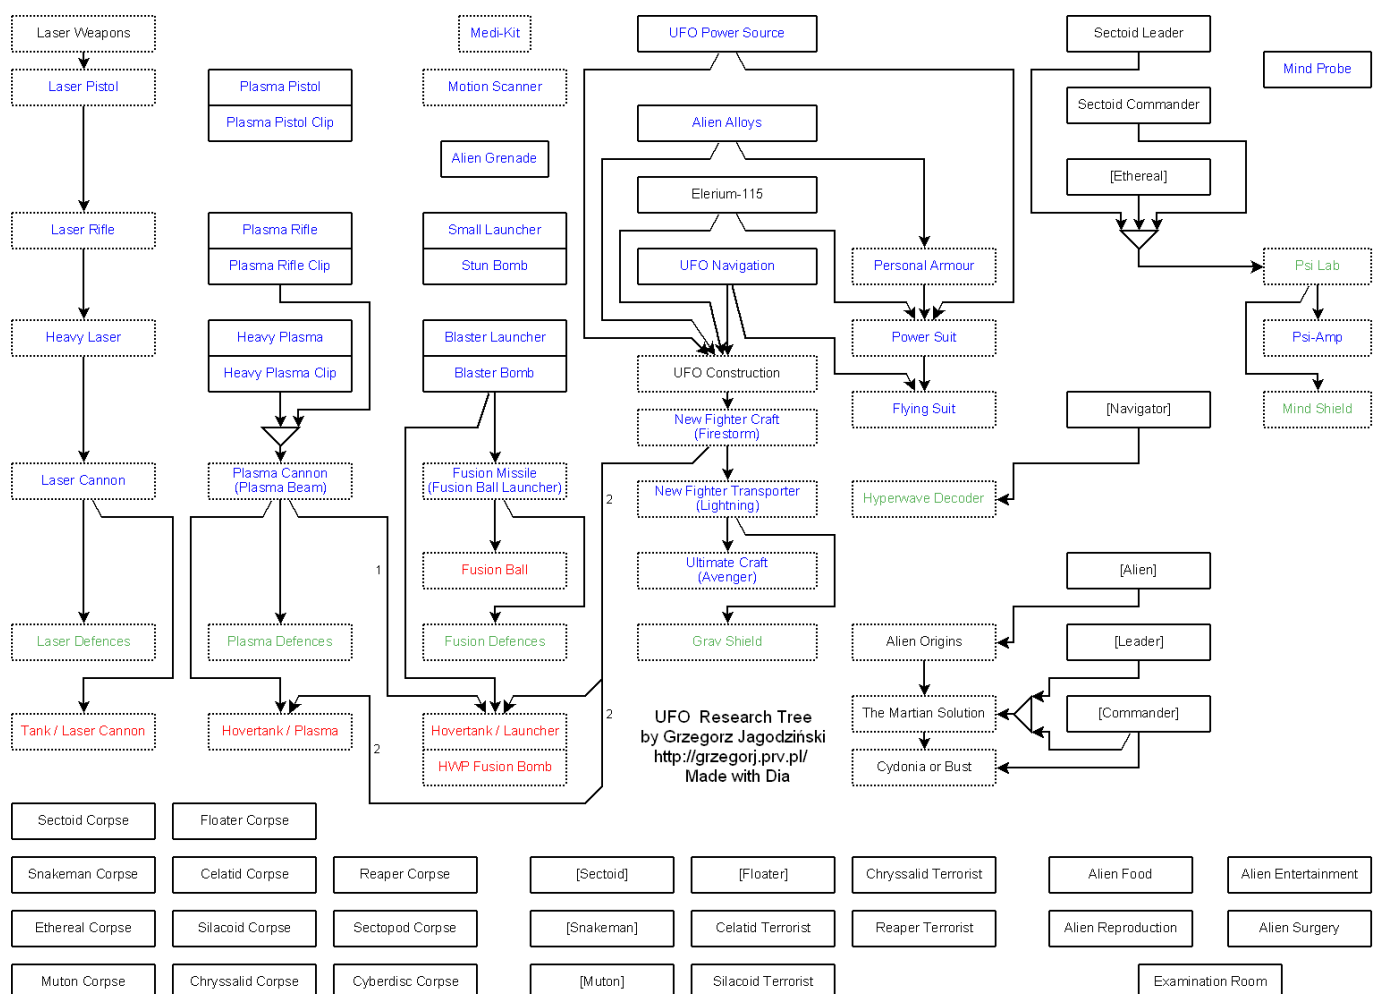 Laser Weapons
Medi-Kit
UFO Power Source
Sectoid Leader
Mind Probe
Laser Pistol
Plasma Pistol
Motion Scanner
Sectoid Commander
Plasma Pistol Clip
Alien Alloys
Alien Grenade
[Ethereal]
Elerium-115
Laser Rifle
Plasma Rifle
Small Launcher
Plasma Rifle Clip
Stun Bomb
UFO Navigation
Personal Armour
Psi Lab
Heavy Laser
Heavy Plasma
Blaster Launcher
Power Suit
Psi-Amp
Heavy Plasma Clip
Blaster Bomb
UFO Construction
New Fighter Craft
(Firestorm)
Flying Suit
[Navigator]
Mind Shield
Laser Cannon
Plasma Cannon
(Plasma Beam)
Fusion Missile
(Fusion Ball Launcher)
2
New Fighter Transporter
(Lightning)
Hyperwave Decoder
1
Fusion Ball
Ultimate Craft
(Avenger)
[Alien]
Laser Defences
Plasma Defences
Fusion Defences
Grav Shield
Alien Origins
[Leader]
Tank / Laser Cannon
Hovertank / Plasma
2
Hovertank / Launcher
HWP Fusion Bomb
2
UFO  Research Tree
by Grzegorz Jagodziński
http://grzegorj.prv.pl/
Made with Dia
The Martian Solution
[Commander]
Cydonia or Bust
Sectoid Corpse
Floater Corpse
Snakeman Corpse
Celatid Corpse
Reaper Corpse
[Sectoid]
[Floater]
Chryssalid Terrorist
Alien Food
Alien Entertainment
Ethereal Corpse
Silacoid Corpse
Sectopod Corpse
[Snakeman]
Celatid Terrorist
Reaper Terrorist
Alien Reproduction
Alien Surgery
Muton Corpse
Chryssalid Corpse
Cyberdisc Corpse
[Muton]
Silacoid Terrorist
Examination Room